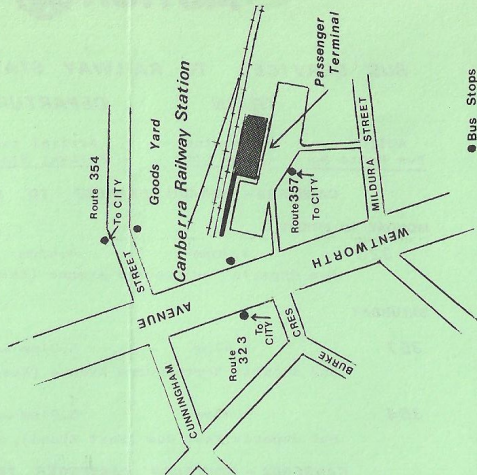 Passenger
Terminal
Canberra Railway Station
Goods Yard
Route 354
To CITY
STREET
Route 357
To CITY
MILDURA STREET
WENTWORTH
AVENUE
Route
323
To
CITY
CRES
BURKE
CUNNINGHAM
Bus Stops